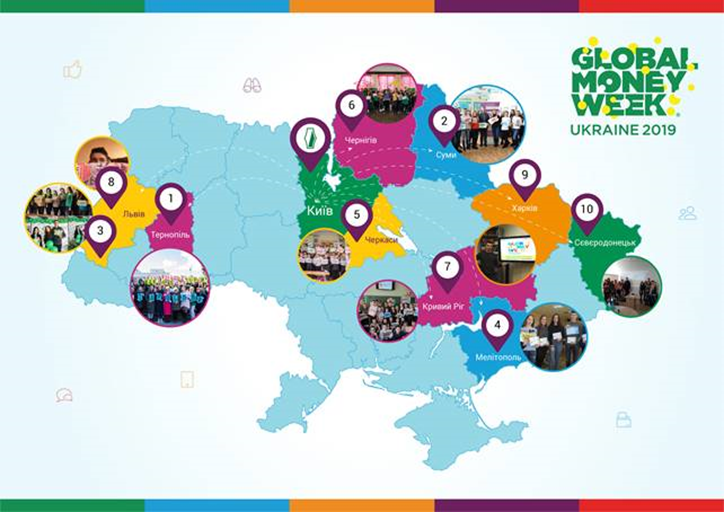 GLOBAL
MONEY
WEEK
UKRAINE 2019
6
Чернігів
2
Суми
9
Харків
8
Львів
1
Тернопіль
3
Київ
5
Черкаси
10
Сєвєродонецьк
7
Кривий Ріг
4
Мелітополь